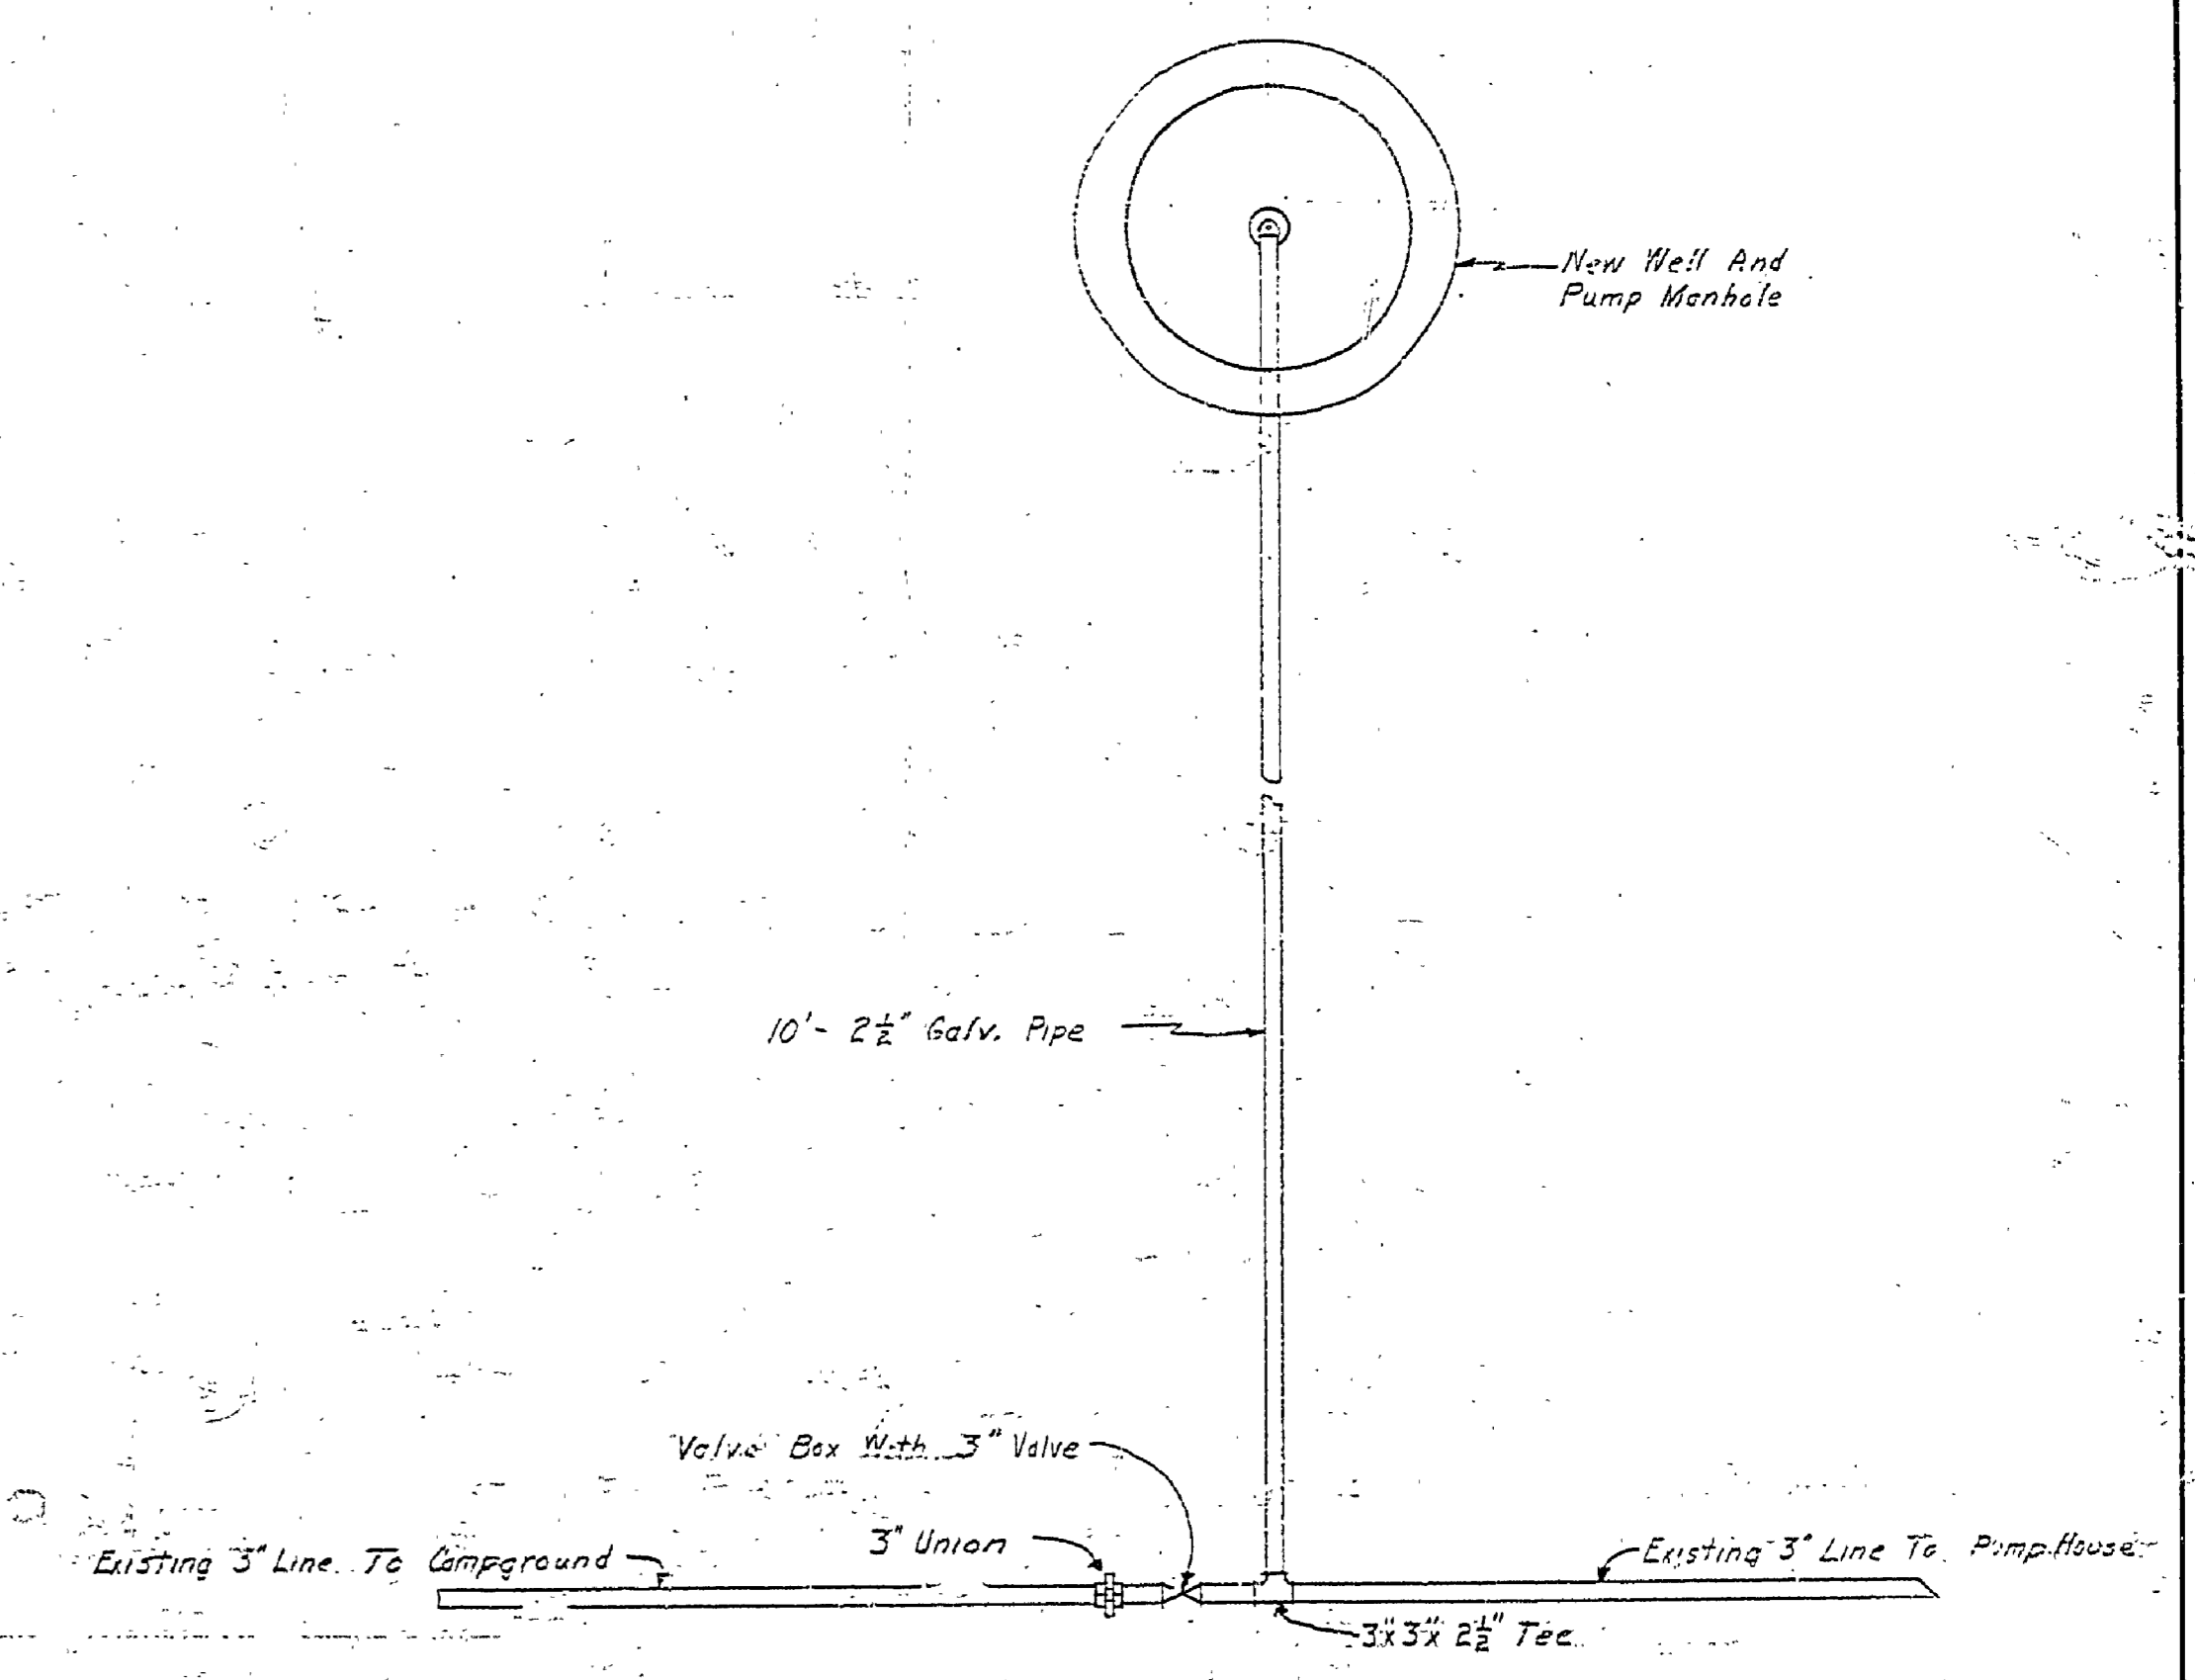 New Well And
Pump Manhole
10'- 2½" Galv. Pipe
Valve Box With 3" Valve
3" Union
Existing 3" Line To Campground
Existing 3" Line To Pump House
3"x 3"x 2½" Tee